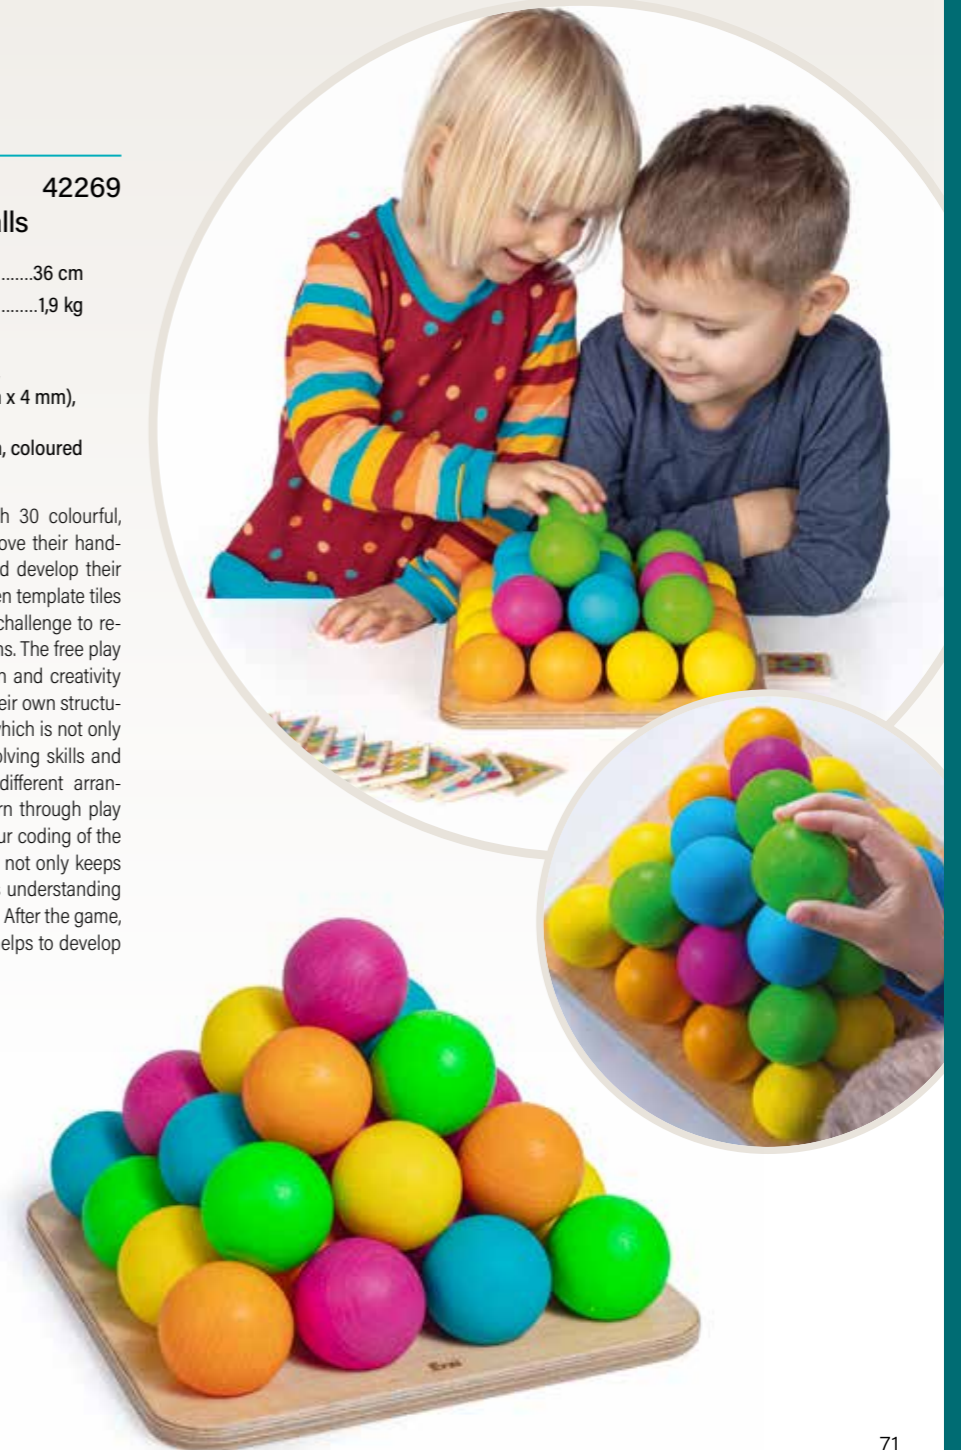 42269
lls
........36 cm
.........1,9 kg
x 4 mm),
, coloured
h 30 colourful,
ove their hand-
d develop their
en template tiles
challenge to re-
ns. The free play
n and creativity
eir own structu-
which is not only
olving skills and
different arran-
rn through play
ur coding of the
not only keeps
s understanding
After the game,
elps to develop
Erzi
71